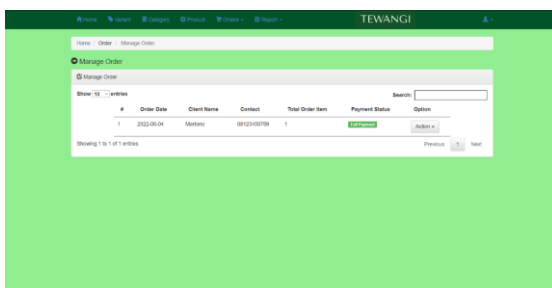 Home Variant Category Product Orders Report TEWANGI
Home / Order / Manage Order
Manage Order
Manage Order
Show 10 entries Search:
# Order Date Client Name Contact Total Order Item Payment Status Option
1 2022-06-04 Martono 1 Full Payment Action
Showing 1 to 1 of 1 entries Previous 1 Next